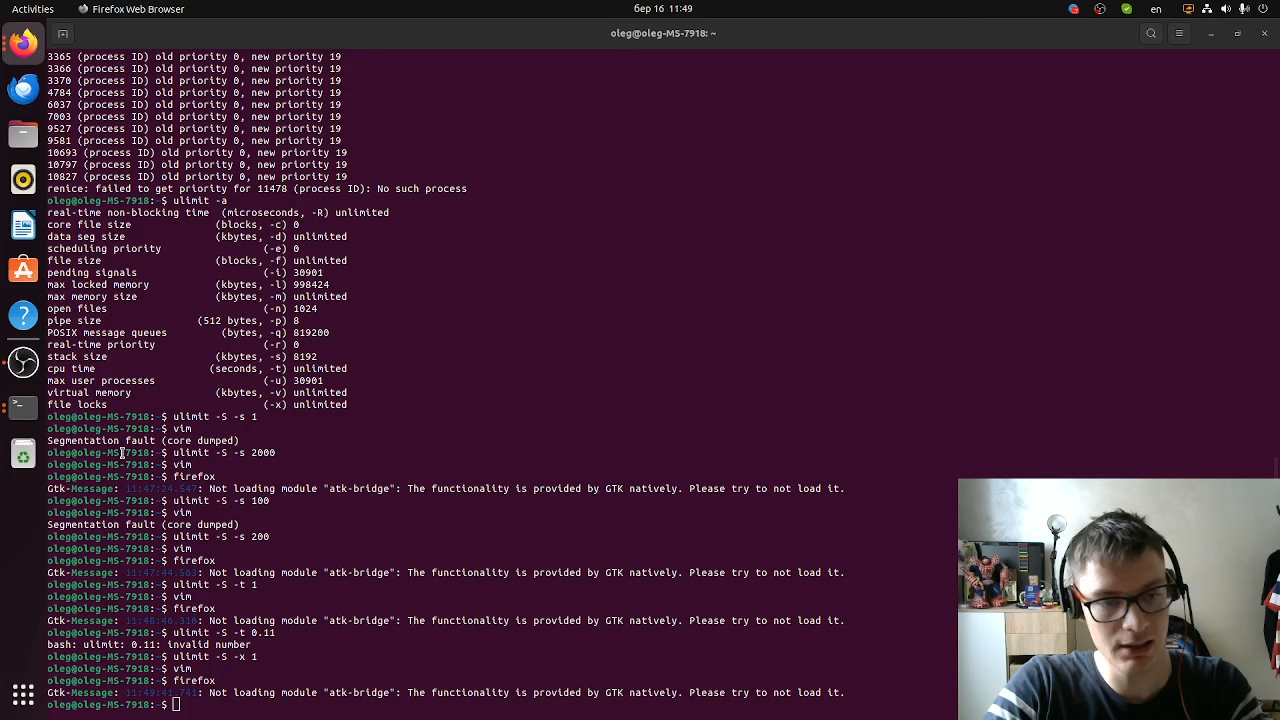 Activities
Firefox Web Browser
бер 16 11:49
en
oleg@oleg-MS-7918: ~
3365 (process ID) old priority 0, new priority 19
3366 (process ID) old priority 0, new priority 19
3370 (process ID) old priority 0, new priority 19
4784 (process ID) old priority 0, new priority 19
6037 (process ID) old priority 0, new priority 19
7003 (process ID) old priority 0, new priority 19
9527 (process ID) old priority 0, new priority 19
9581 (process ID) old priority 0, new priority 19
10693 (process ID) old priority 0, new priority 19
10797 (process ID) old priority 0, new priority 19
10827 (process ID) old priority 0, new priority 19
renice: failed to get priority for 11478 (process ID): No such process
oleg@oleg-MS-7918:~$ ulimit -a
real-time non-blocking time (microseconds, -R) unlimited
core file size (blocks, -c) 0
data seg size (kbytes, -d) unlimited
scheduling priority (-e) 0
file size (blocks, -f) unlimited
pending signals (-i) 30901
max locked memory (kbytes, -l) 998424
max memory size (kbytes, -m) unlimited
open files (-n) 1024
pipe size (512 bytes, -p) 8
POSIX message queues (bytes, -q) 819200
real-time priority (-r) 0
stack size (kbytes, -s) 8192
cpu time (seconds, -t) unlimited
max user processes (-u) 30901
virtual memory (kbytes, -v) unlimited
file locks (-x) unlimited
oleg@oleg-MS-7918:~$ ulimit -S -s 1
oleg@oleg-MS-7918:~$ vim
Segmentation fault (core dumped)
oleg@oleg-MS-7918:~$ ulimit -S -s 2000
oleg@oleg-MS-7918:~$ vim
oleg@oleg-MS-7918:~$ firefox
Gtk-Message: 11:47:24.547: Not loading module "atk-bridge": The functionality is provided by GTK natively. Please try to not load it.
oleg@oleg-MS-7918:~$ ulimit -S -s 100
oleg@oleg-MS-7918:~$ vim
Segmentation fault (core dumped)
oleg@oleg-MS-7918:~$ ulimit -S -s 200
oleg@oleg-MS-7918:~$ vim
oleg@oleg-MS-7918:~$ firefox
Gtk-Message: 11:47:44.563: Not loading module "atk-bridge": The functionality is provided by GTK natively. Please try to not load it.
oleg@oleg-MS-7918:~$ ulimit -S -t 1
oleg@oleg-MS-7918:~$ vim
oleg@oleg-MS-7918:~$ firefox
Gtk-Message: 11:48:46.310: Not loading module "atk-bridge": The functionality is provided by GTK natively. Please try to not load it.
oleg@oleg-MS-7918:~$ ulimit -S -t 0.11
bash: ulimit: 0.11: invalid number
oleg@oleg-MS-7918:~$ ulimit -S -x 1
oleg@oleg-MS-7918:~$ vim
oleg@oleg-MS-7918:~$ firefox
Gtk-Message: 11:49:41.741: Not loading module "atk-bridge": The functionality is provided by GTK natively. Please try to not load it.
oleg@oleg-MS-7918:~$